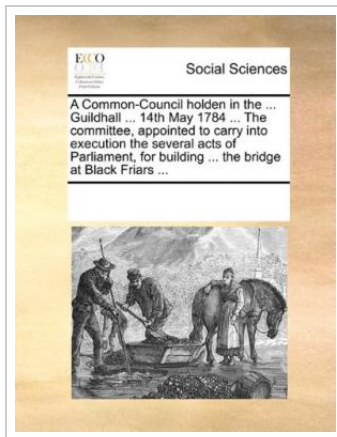 ECCO
Social Sciences
A Common-Council holden in the ...
Guildhall ... 14th May 1784 ... The
committee, appointed to carry into
execution the several acts of
Parliament, for building ... the bridge
at Black Friars ...